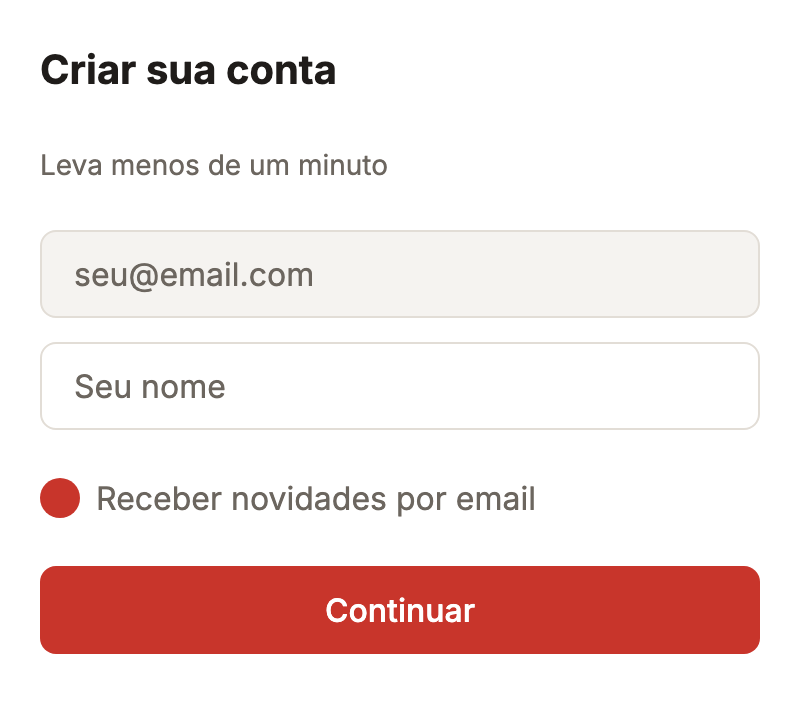 Criar sua conta
Leva menos de um minuto
seu@email.com
Seu nome
Receber novidades por email
Continuar